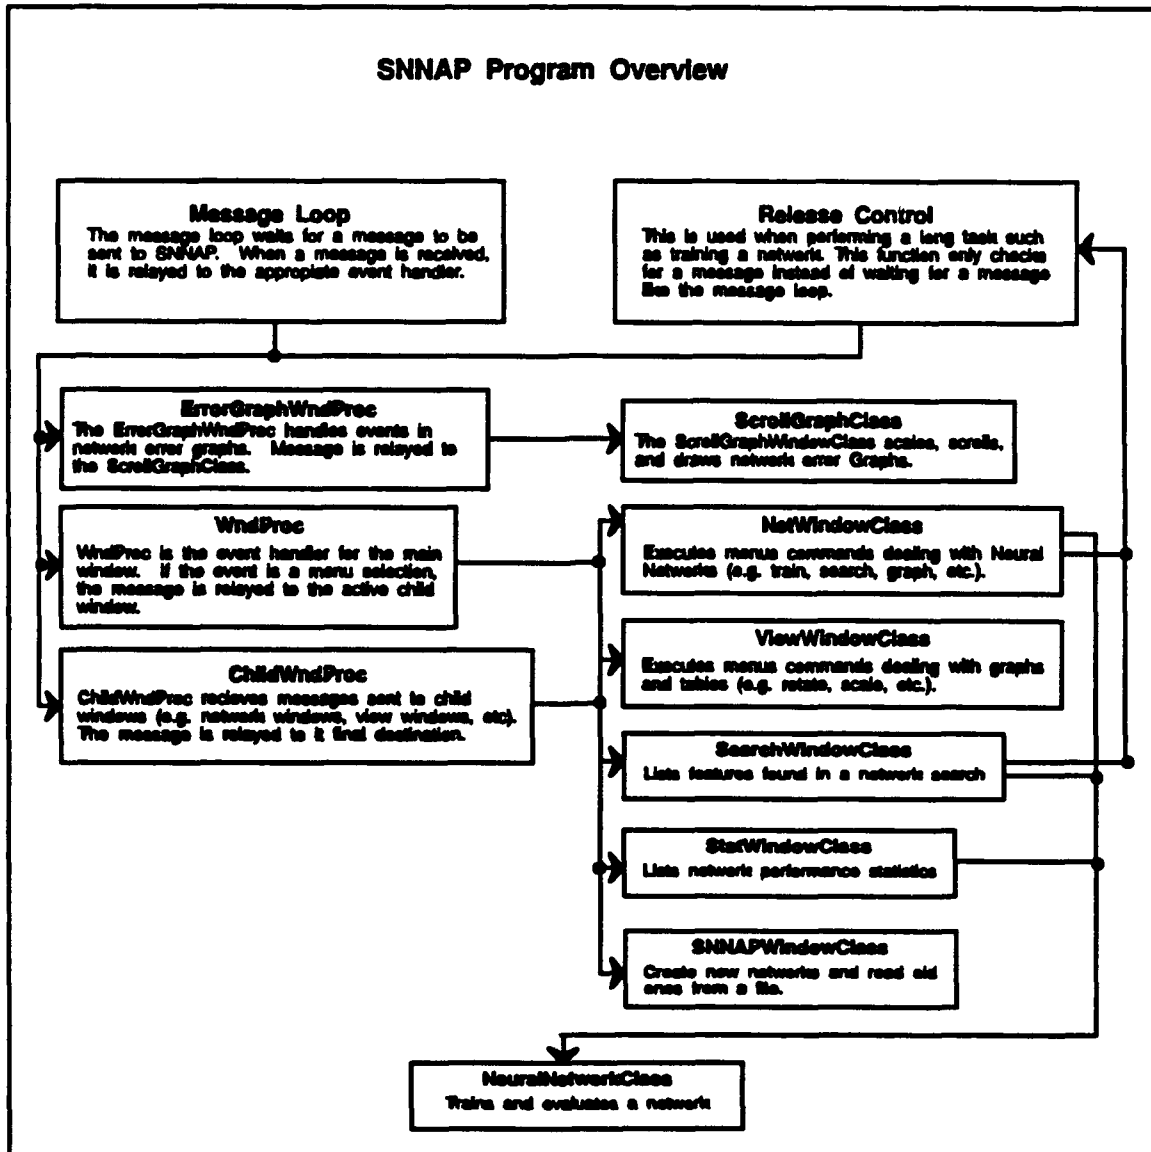 SNNAP Program Overview
Message Loop
The message loop waits for a message to be
sent to SNNAP. When a message is received,
it is relayed to the appropiate event handler.
Release Control
This is used when performing a long task such
as training a network. This function only checks
for a message instead of waiting for a message
like the message loop.
ErrorGraphWndProc
The ErrorGraphWndProc handles events in
network error graphs. Message is relayed to
the ScrollGraphClass.
ScrollGraphClass
The ScrollGraphWindowClass scales, scrolls,
and draws network error Graphs.
WndProc
WndProc is the event handler for the main
window. If the event is a menu selection,
the message is relayed to the active child
window.
NetWindowClass
Executes menus commands dealing with Neural
Networks (e.g. train, search, graph, etc.).
ViewWindowClass
Executes menus commands dealing with graphs
and tables (e.g. rotate, scale, etc.).
ChildWndProc
ChildWndProc recieves messages sent to child
windows (e.g. network windows, view windows, etc).
The message is relayed to it final destination.
SearchWindowClass
Lists features found in a network search
StatWindowClass
Lists network performance statistics
SNNAPWindowClass
Create new networks and read old
ones from a file.
NeuralNetworkClass
Trains and evaluates a network